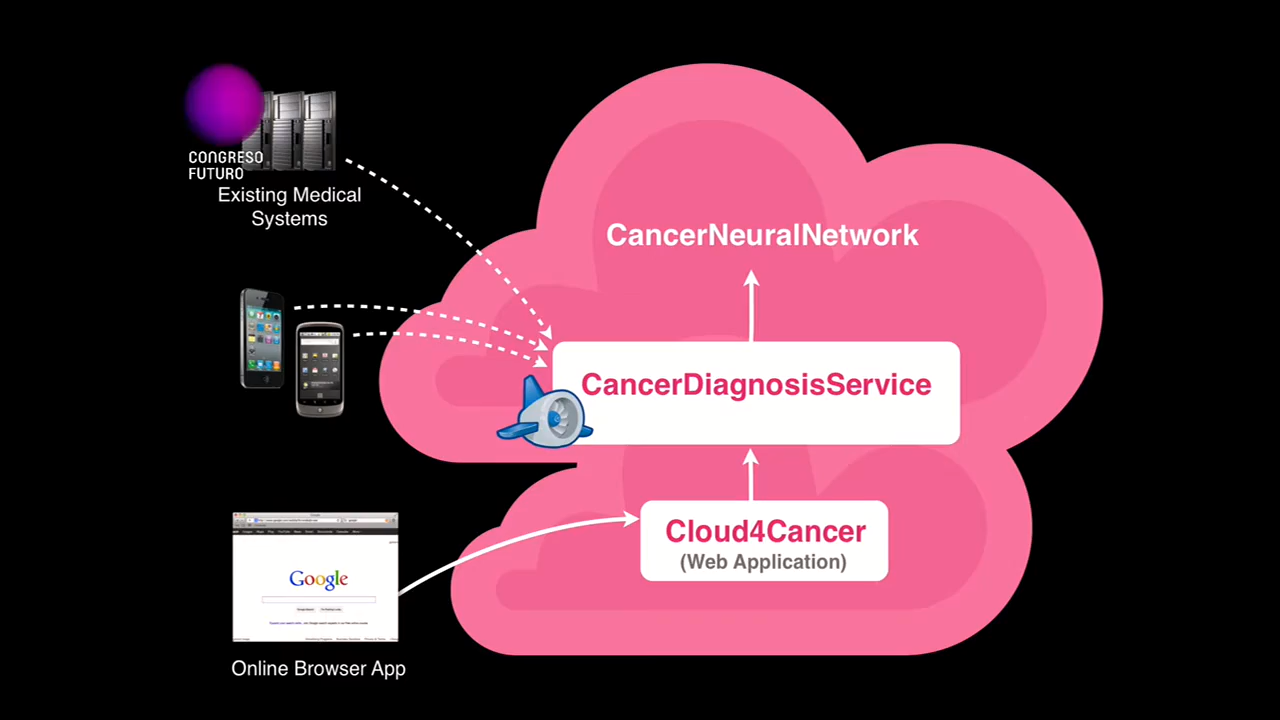 CONGRESO
FUTURO
Existing Medical
Systems
CancerNeuralNetwork
CancerDiagnosisService
Cloud4Cancer
(Web Application)
Google
Online Browser App